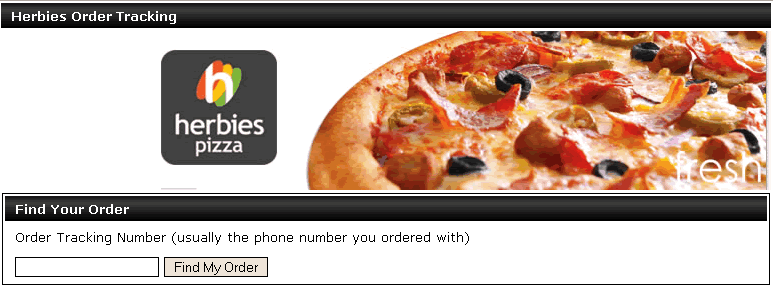 Herbies Order Tracking
h
herbies
pizza
fresh
Find Your Order
Order Tracking Number (usually the phone number you ordered with)
Find My Order